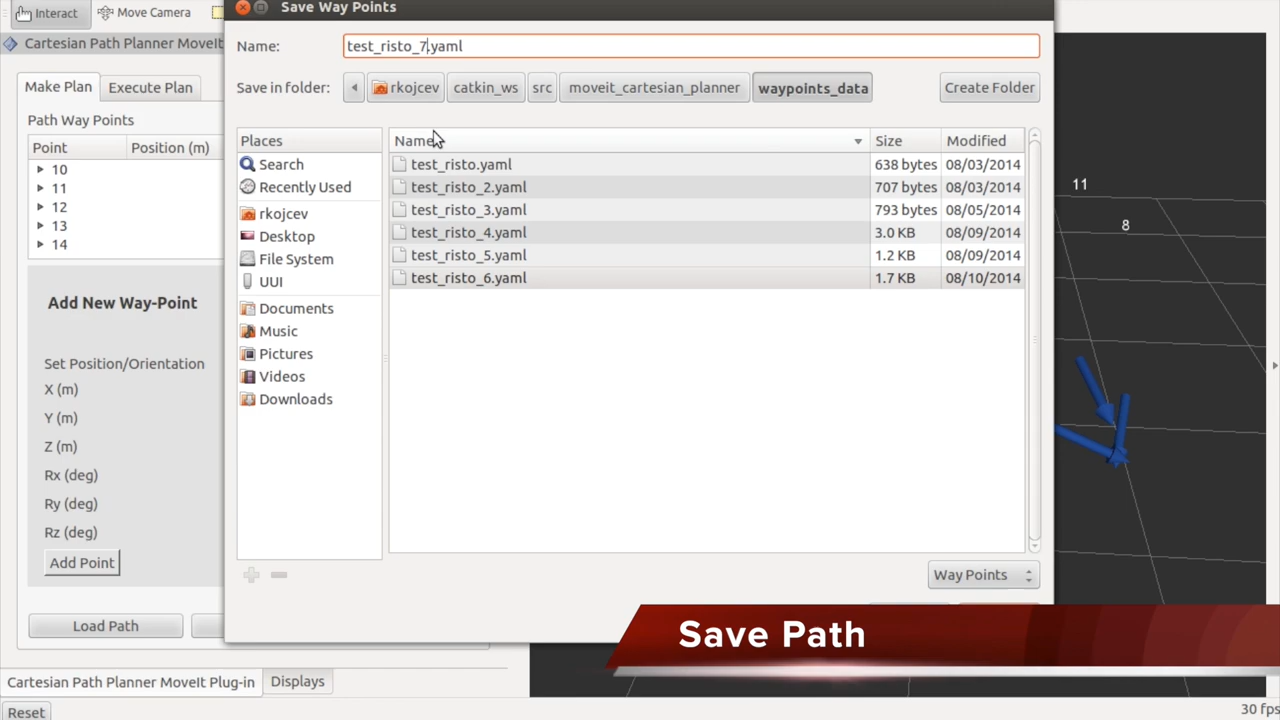 Interact
Move Camera
Save Way Points
Cartesian Path Planner MoveI
Name:
test_risto_7.yaml
Save in folder:
rkojcev
catkin_ws
src
moveit_cartesian_planner
waypoints_data
Create Folder
Make Plan
Execute Plan
Path Way Points
Point
Position (m)
10
11
12
13
14
Places
Search
Recently Used
rkojcev
Desktop
File System
UUI
Documents
Music
Pictures
Videos
Downloads
Name
Size
Modified
test_risto.yaml 638 bytes 08/03/2014
test_risto_2.yaml 707 bytes 08/03/2014
test_risto_3.yaml 793 bytes 08/05/2014
test_risto_4.yaml 3.0 KB 08/09/2014
test_risto_5.yaml 1.2 KB 08/09/2014
test_risto_6.yaml 1.7 KB 08/10/2014
11
8
Add New Way-Point
Set Position/Orientation
X (m)
Y (m)
Z (m)
Rx (deg)
Ry (deg)
Rz (deg)
Add Point
Way Points
Load Path
Save Path
Cartesian Path Planner MoveIt Plug-in
Displays
Reset
30 fps